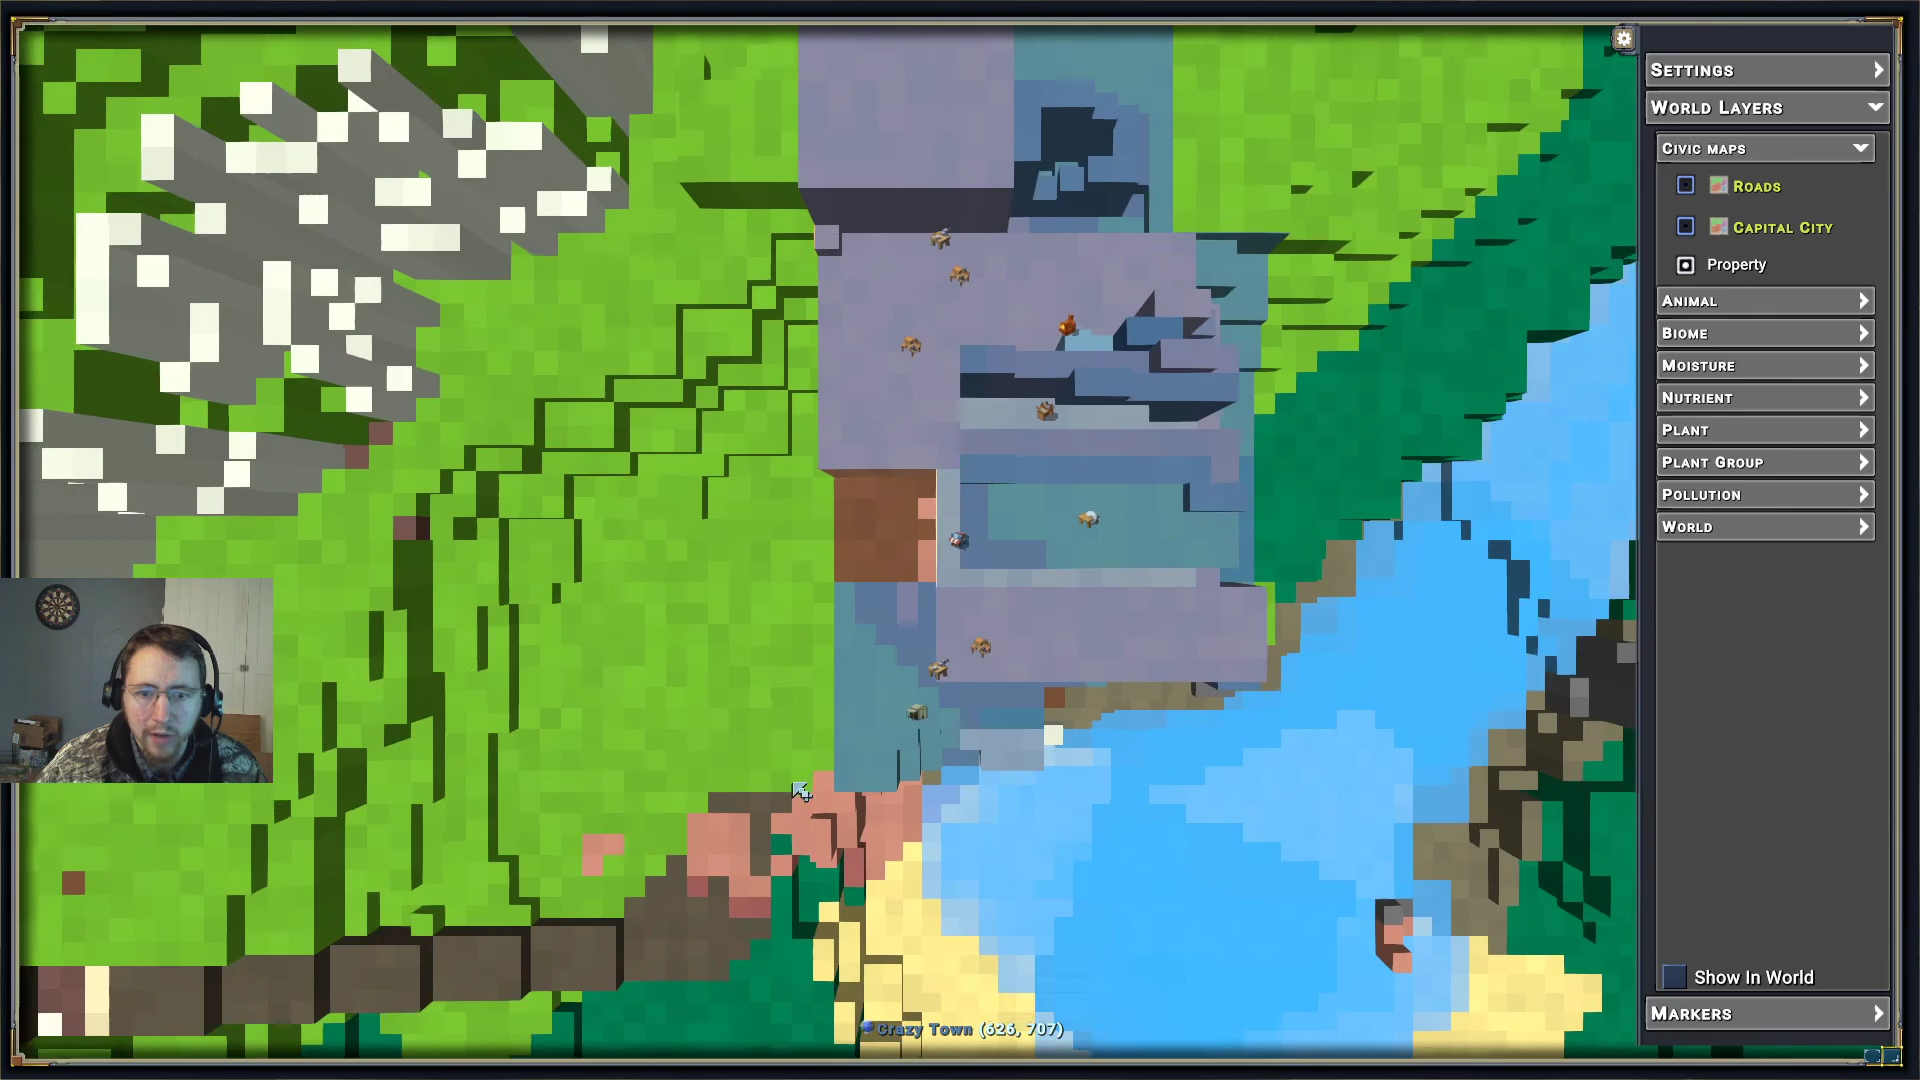 SETTINGS
WORLD LAYERS
CIVIC MAPS
ROADS
CAPITAL CITY
Property
ANIMAL
BIOME
MOISTURE
NUTRIENT
PLANT
PLANT GROUP
POLLUTION
WORLD
Show In World
MARKERS
Crazy Town (626, 707)